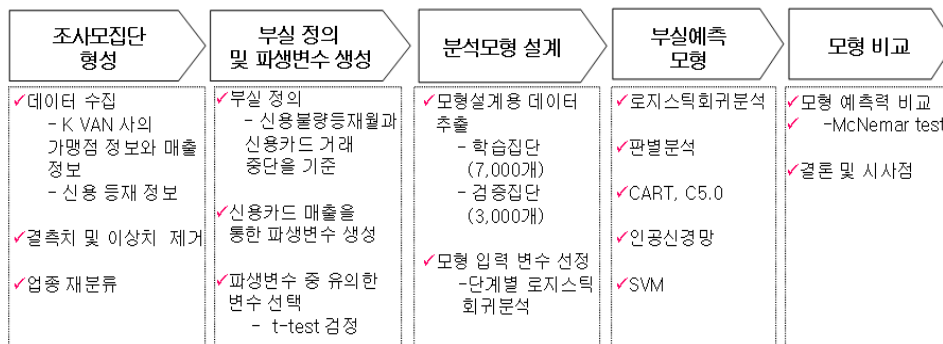 조사모집단
형성
부실 정의
및 파생변수 생성
분석모형 설계
부실예측
모형
모형 비교
✓데이터 수집
- K VAN 사의
가맹점 정보와 매출
정보
- 신용 등재 정보
✓결측치 및 이상치 제거
✓업종 재분류
✓부실 정의
- 신용불량등재월과
신용카드 거래
중단을 기준
✓신용카드 매출을
통한 파생변수 생성
✓파생변수 중 유의한
변수 선택
- t-test 검정
✓모형설계용 데이터
추출
- 학습집단
(7,000개)
- 검증집단
(3,000개)
✓모형 입력 변수 선정
-단계별 로지스틱
회귀분석
✓로지스틱회귀분석
✓판별분석
✓CART, C5.0
✓인공신경망
✓SVM
✓모형 예측력 비교
✓ -McNemar test
✓결론 및 시사점